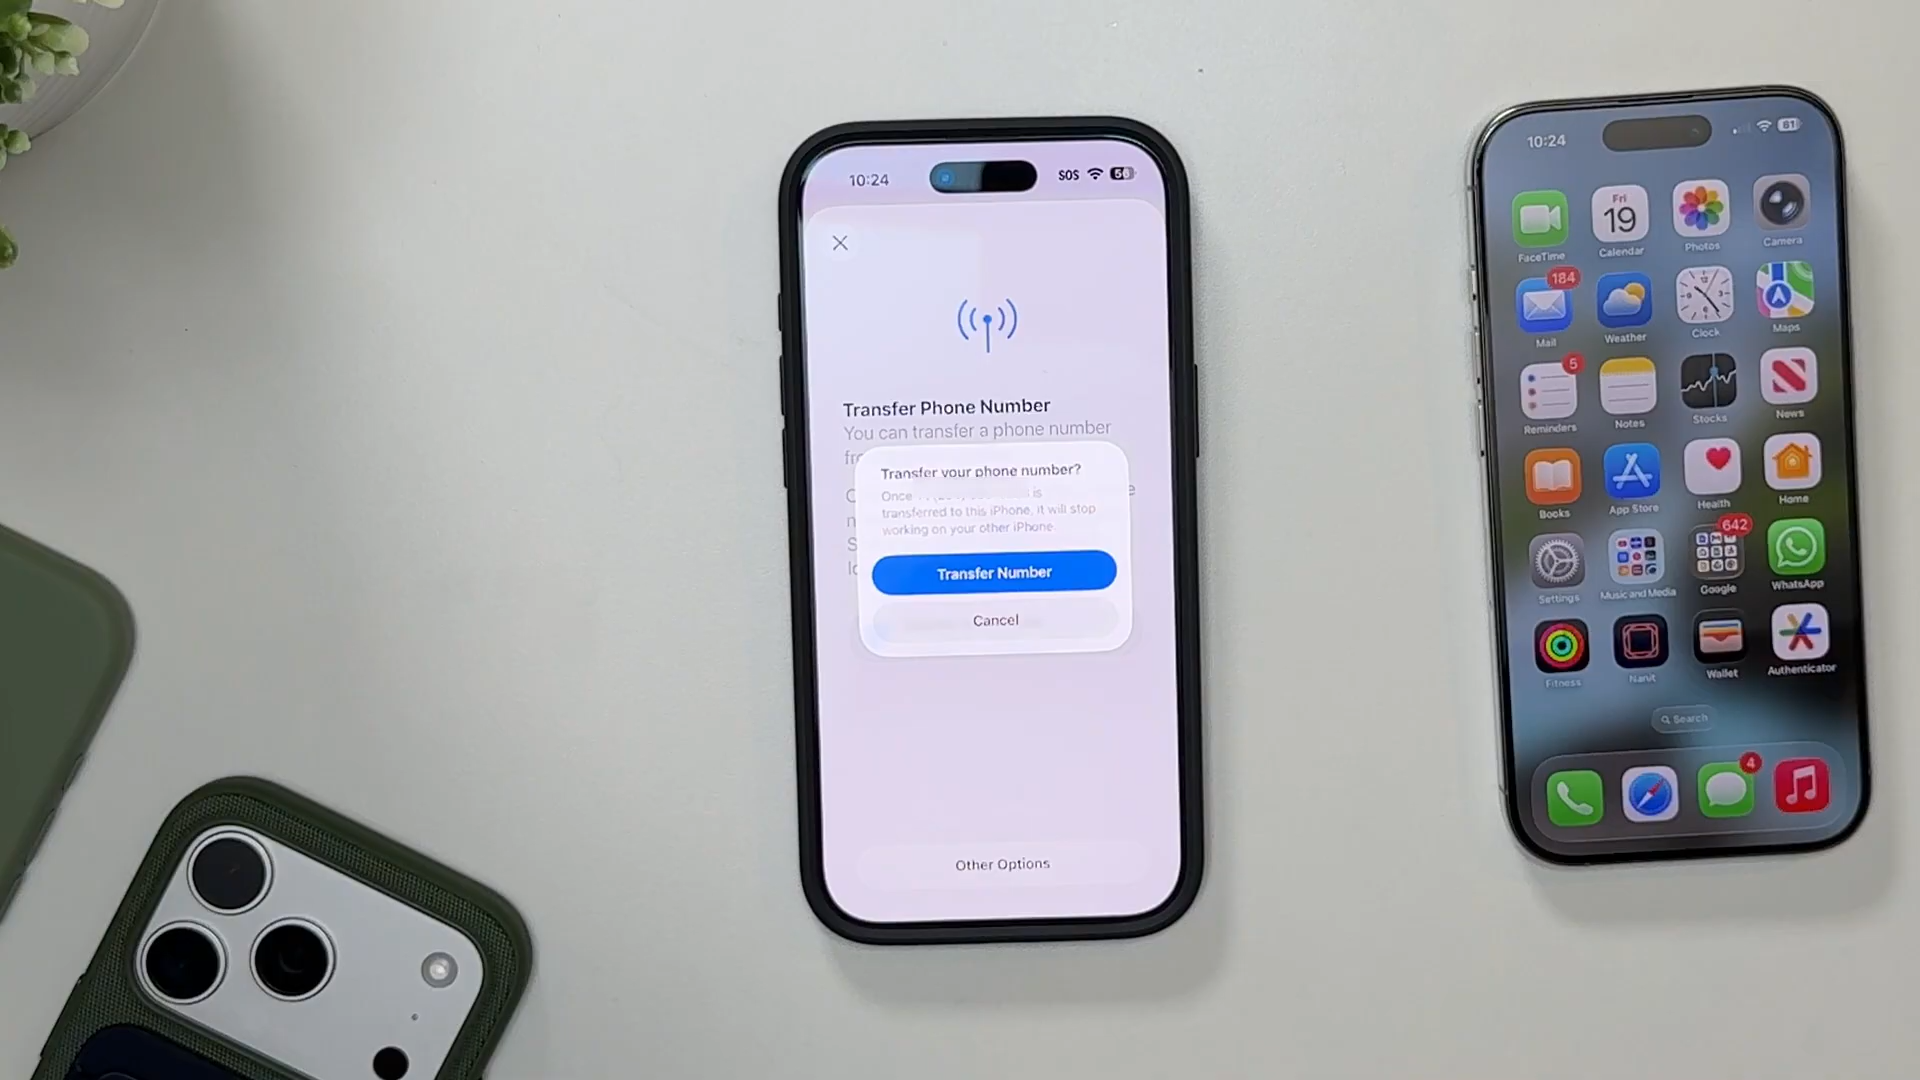 10:24
SOS
56
Transfer Phone Number
You can transfer a phone number
Transfer your phone number?
Once is
transferred to this iPhone, it will stop
working on your other iPhone.
Transfer Number
Cancel
Other Options
10:24
61
Fri
19
FaceTime
Calendar
Photos
Camera
184
Mail
Weather
Clock
Maps
5
Reminders
Notes
Stocks
News
Books
App Store
Health
Home
642
Settings
Music and Media
Google
WhatsApp
Fitness
Nanit
Wallet
Authenticator
Search
4